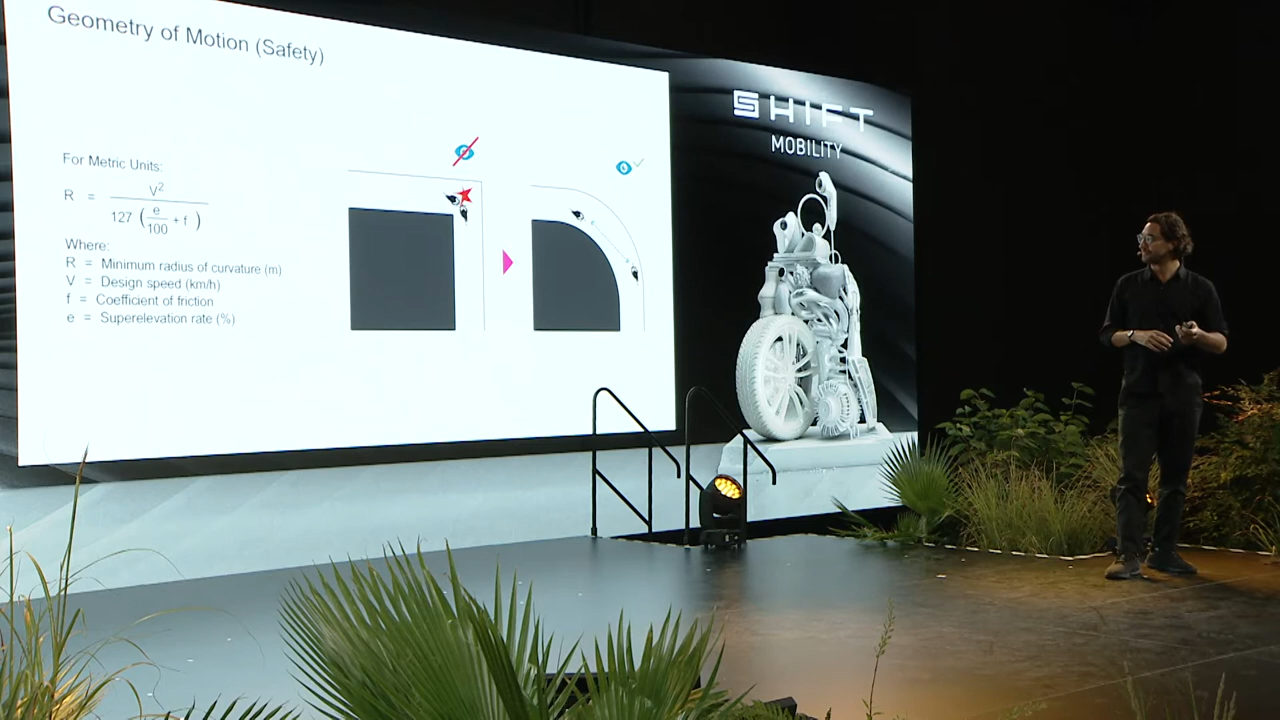 Geometry of Motion (Safety)
For Metric Units:
R = V²
127 (e/100 + f)
Where:
R = Minimum radius of curvature (m)
V = Design speed (km/h)
f = Coefficient of friction
e = Superelevation rate (%)
SHIFT
MOBILITY